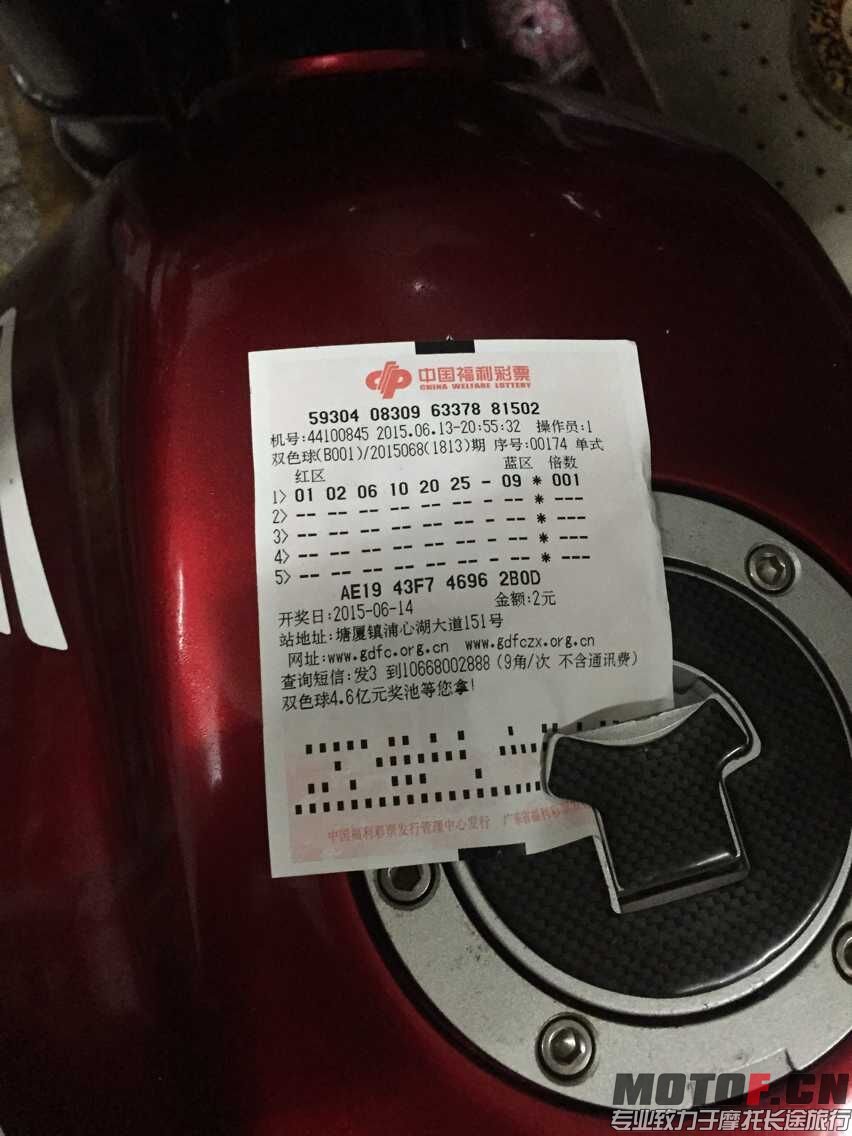 中国福利彩票
CHINA WELFARE LOTTERY
59304 08309 63378 81502
机号:44100845 2015.06.13-20:55:32 操作员:1
双色球(B001)/2015068(1813)期 序号:00174 单式
红区 蓝区 倍数
1> 01 02 06 10 20 25 - 09 * 001
2> -- -- -- -- -- -- - -- * ---
3> -- -- -- -- -- -- - -- * ---
4> -- -- -- -- -- -- - -- * ---
5> -- -- -- -- -- -- - -- * ---
AE19 43F7 4696 2B0D
开奖日:2015-06-14 金额:2元
站地址:塘厦镇浦心湖大道151号
网址:www.gdfc.org.cn www.gdfczx.org.cn
查询短信:发3 到10668002888(9角/次 不含通讯费)
双色球4.6亿元奖池等您拿!
中国福利彩票发行管理中心发行 广东省福利彩票
MOTOF.CN
专业致力于摩托长途旅行